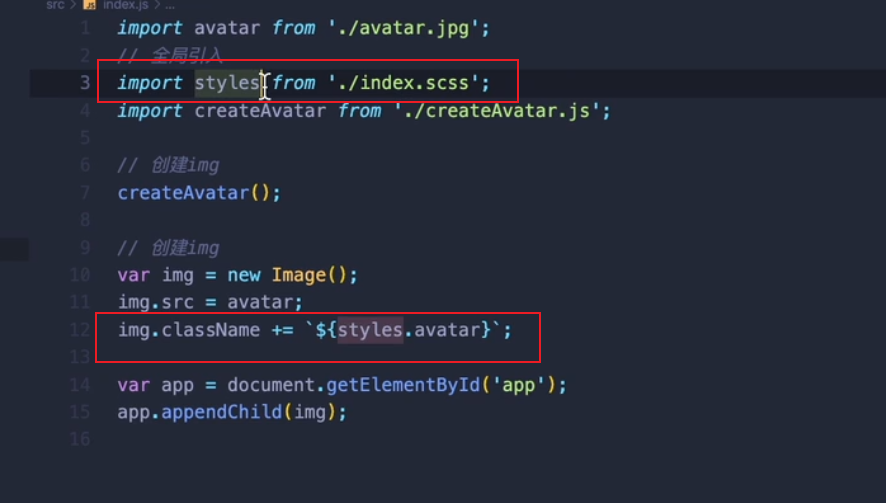 src > JS index.js > ...
1 import avatar from './avatar.jpg';
2 // 全局引入
3 import styles from './index.scss';
4 import createAvatar from './createAvatar.js';
5
6 // 创建img
7 createAvatar();
8
9 // 创建img
10 var img = new Image();
11 img.src = avatar;
12 img.className += `${styles.avatar}`;
13
14 var app = document.getElementById('app');
15 app.appendChild(img);
16